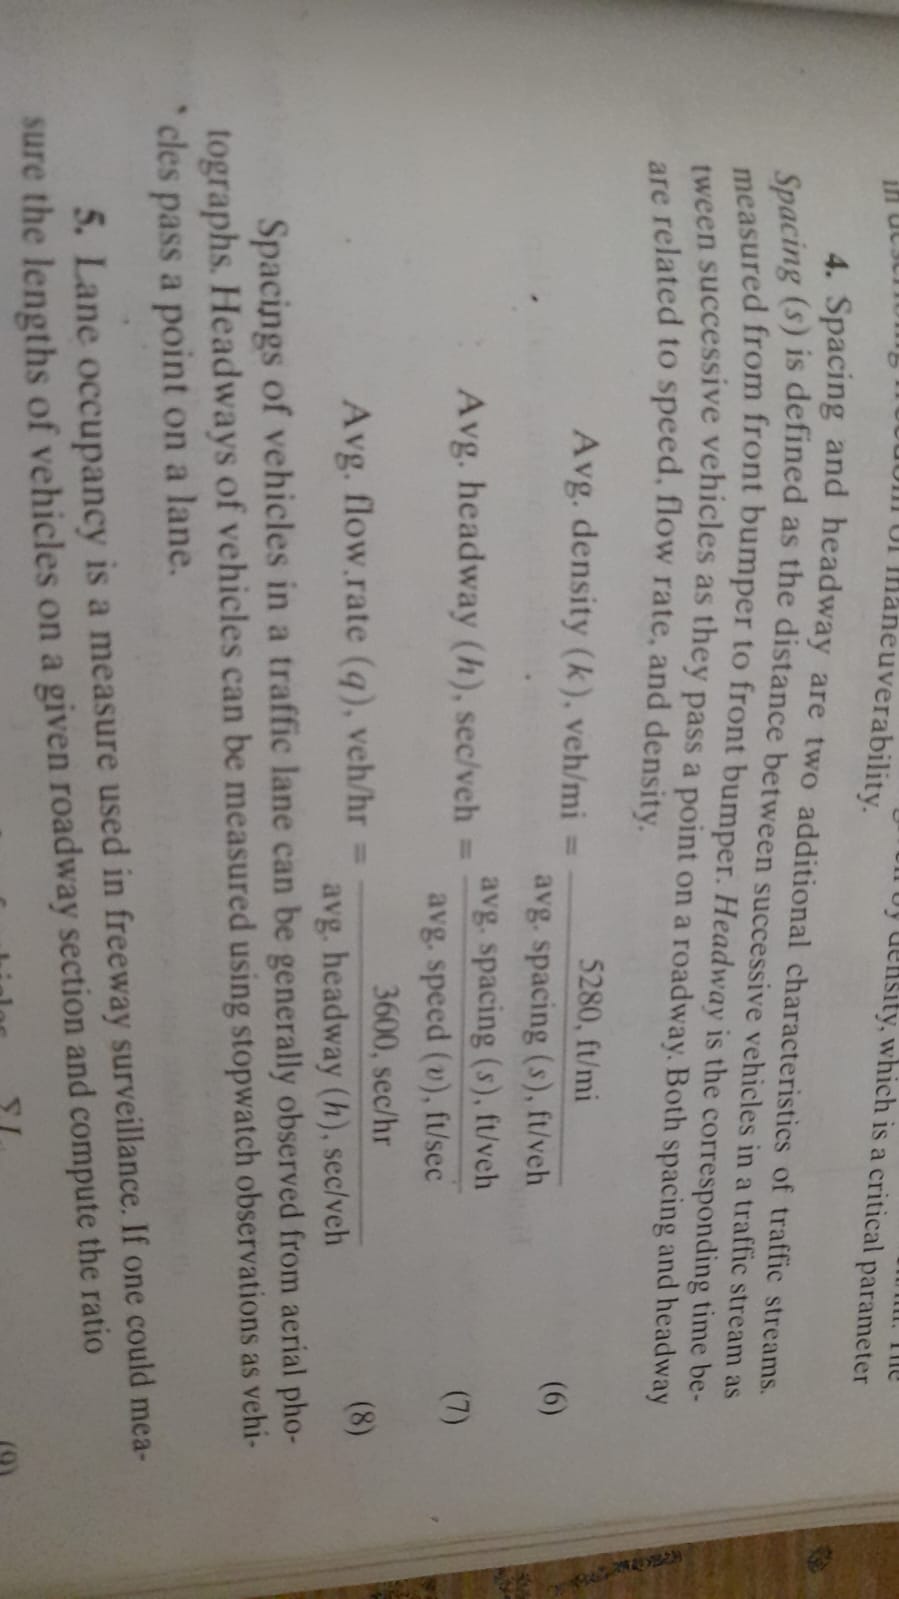 maneuverability.
density, which is a critical parameter
4. Spacing and headway are two additional characteristics of traffic streams.
Spacing (s) is defined as the distance between successive vehicles in a traffic stream as
measured from front bumper to front bumper. Headway is the corresponding time be-
tween successive vehicles as they pass a point on a roadway. Both spacing and headway
are related to speed, flow rate, and density.
Avg. density (k), veh/mi = 5280, ft/mi / avg. spacing (s), ft/veh (6)
Avg. headway (h), sec/veh = avg. spacing (s), ft/veh / avg. speed (v), ft/sec (7)
Avg. flow rate (q), veh/hr = 3600, sec/hr / avg. headway (h), sec/veh (8)
Spacings of vehicles in a traffic lane can be generally observed from aerial pho-
tographs. Headways of vehicles can be measured using stopwatch observations as vehi-
cles pass a point on a lane.
5. Lane occupancy is a measure used in freeway surveillance. If one could mea-
sure the lengths of vehicles on a given roadway section and compute the ratio
(9)